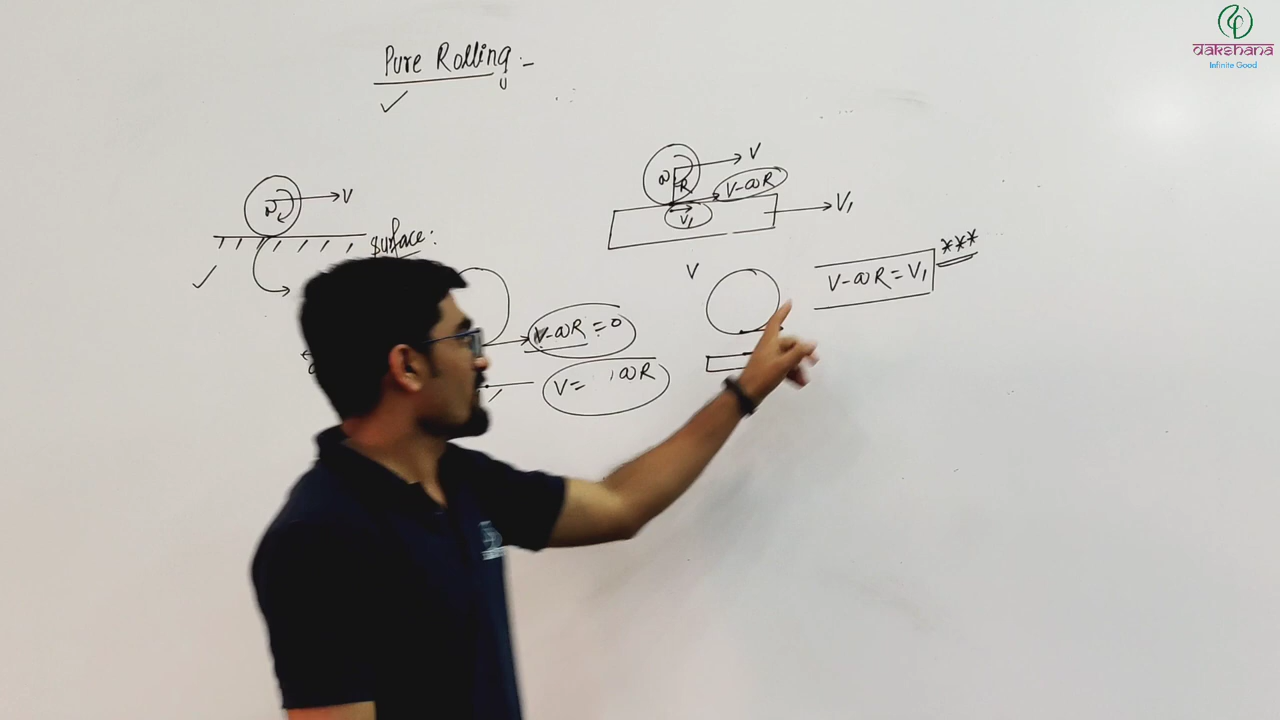 dakshana
Infinite Good
Pure Rolling :-
ω
V
surface:
V-ωR = 0
V = ωR
ω
R
V
V-ωR
V₁
V₁
V
V-ωR = V₁
***